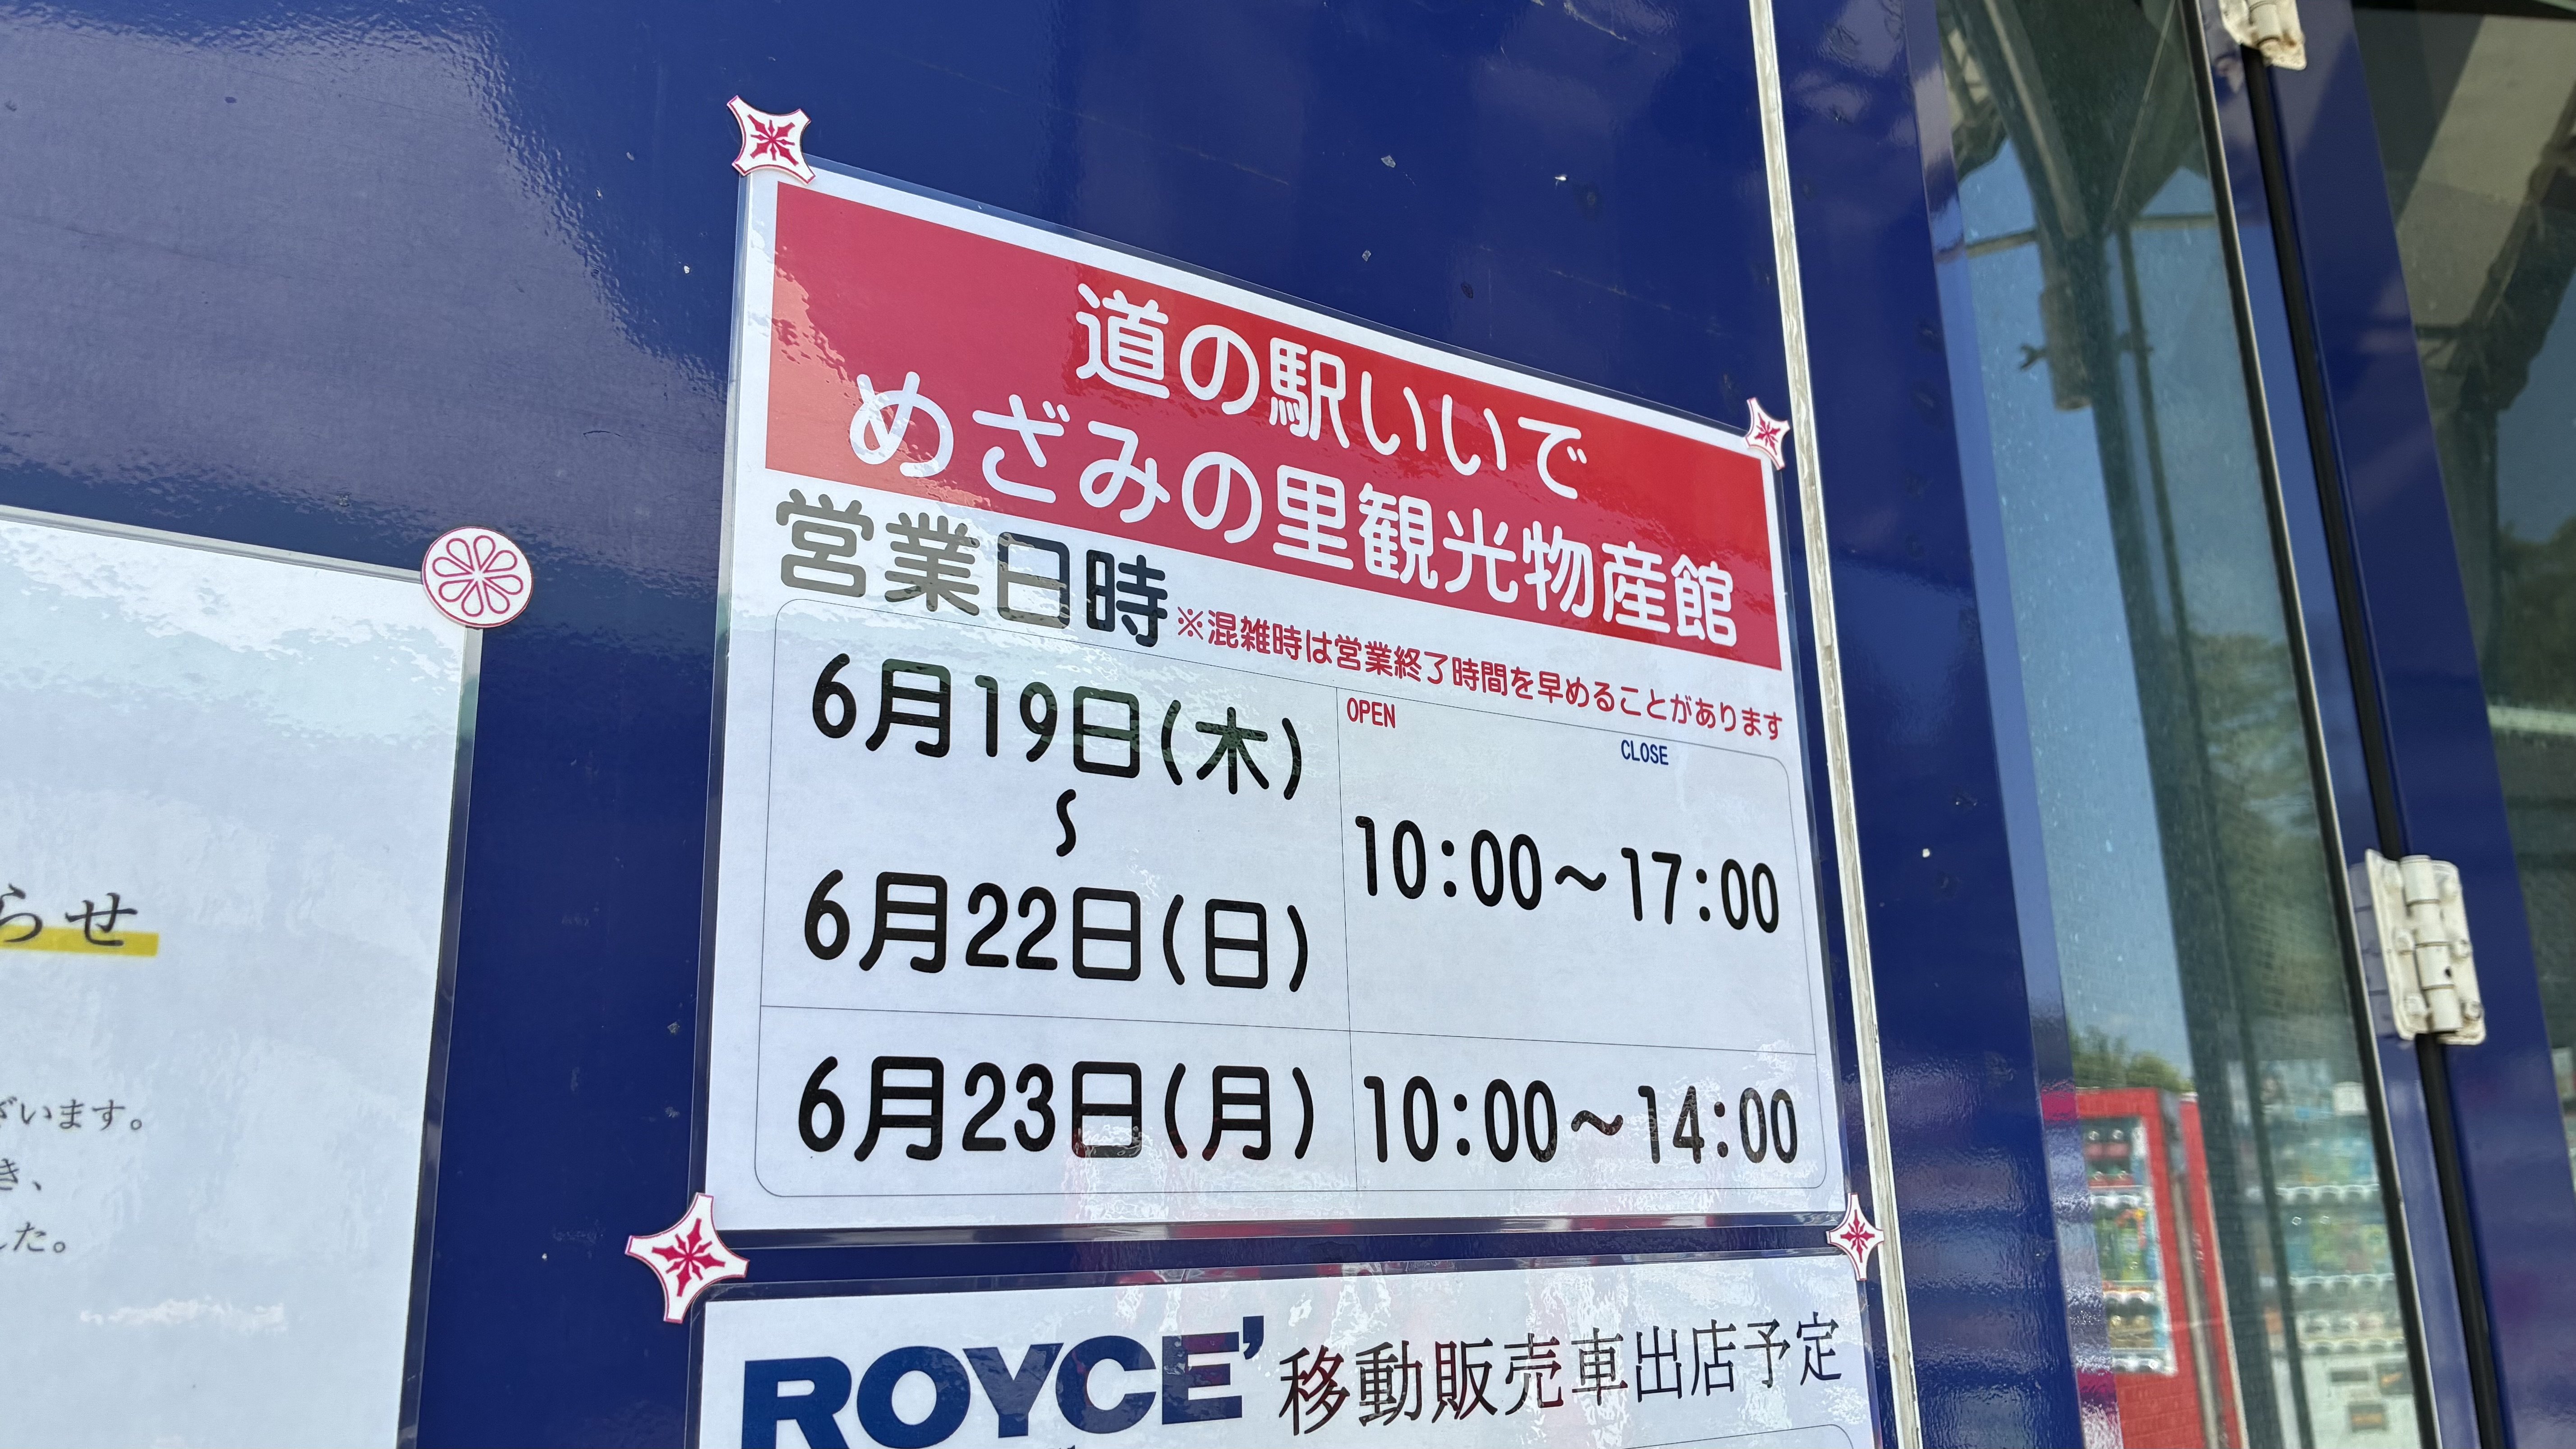 道の駅いいで
めざみの里観光物産館
営業日時 ※混雑時は営業終了時間を早めることがあります
OPEN CLOSE
6月19日(木)
〜
6月22日(日)
10:00〜17:00
6月23日(月) 10:00〜14:00
ROYCE' 移動販売車出店予定
らせ
ざいます。
き、
した。